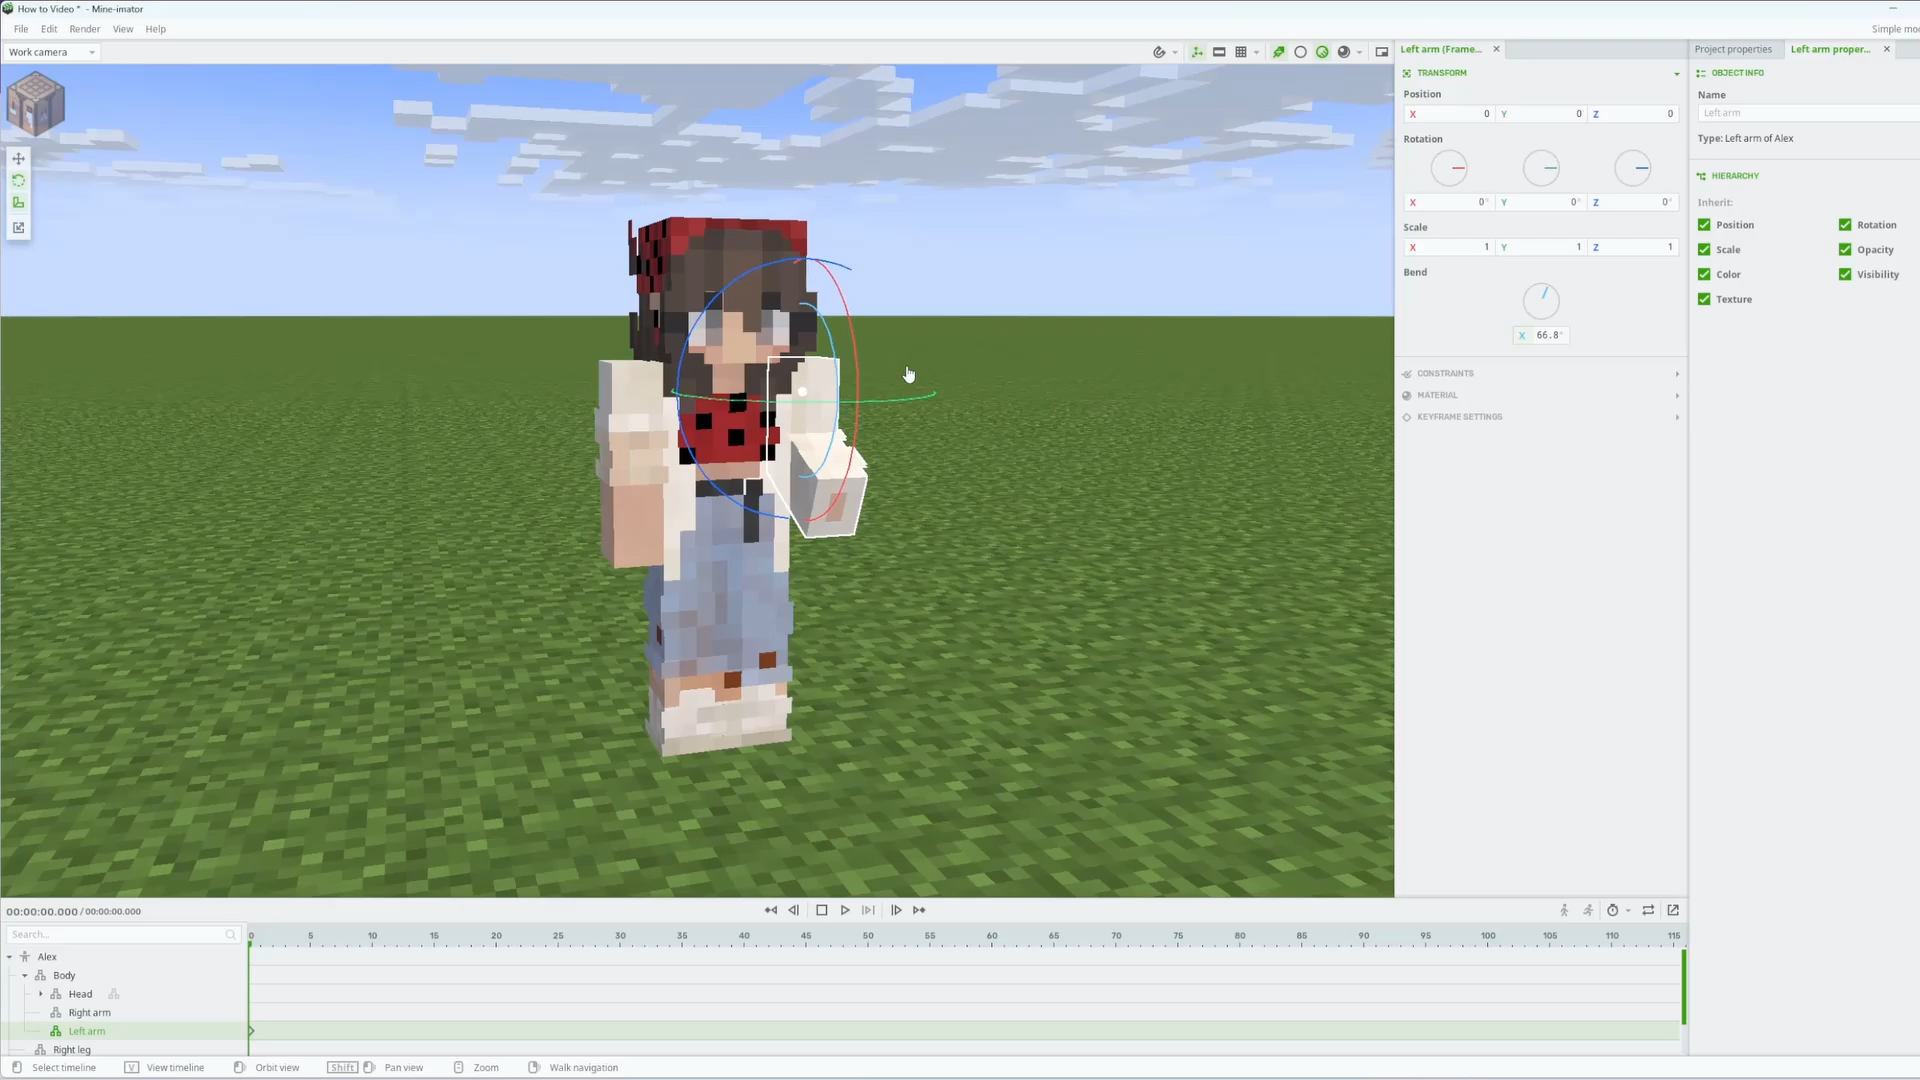 How to Video * - Mine-imator
File Edit Render View Help
Simple mo
Work camera
Left arm (Frame...
Project properties
Left arm proper...
TRANSFORM
Position
X 0 Y 0 Z 0
Rotation
X 0° Y 0° Z 0°
Scale
X 1 Y 1 Z 1
Bend
X 66.8°
CONSTRAINTS
MATERIAL
KEYFRAME SETTINGS
OBJECT INFO
Name
Left arm
Type: Left arm of Alex
HIERARCHY
Inherit:
Position Rotation
Scale Opacity
Color Visibility
Texture
00:00:00.000 / 00:00:00.000
Search...
0 5 10 15 20 25 30 35 40 45 50 55 60 65 70 75 80 85 90 95 100 105 110 115
Alex
Body
Head
Right arm
Left arm
Right leg
Select timeline V View timeline Orbit view Shift Pan view Zoom Walk navigation